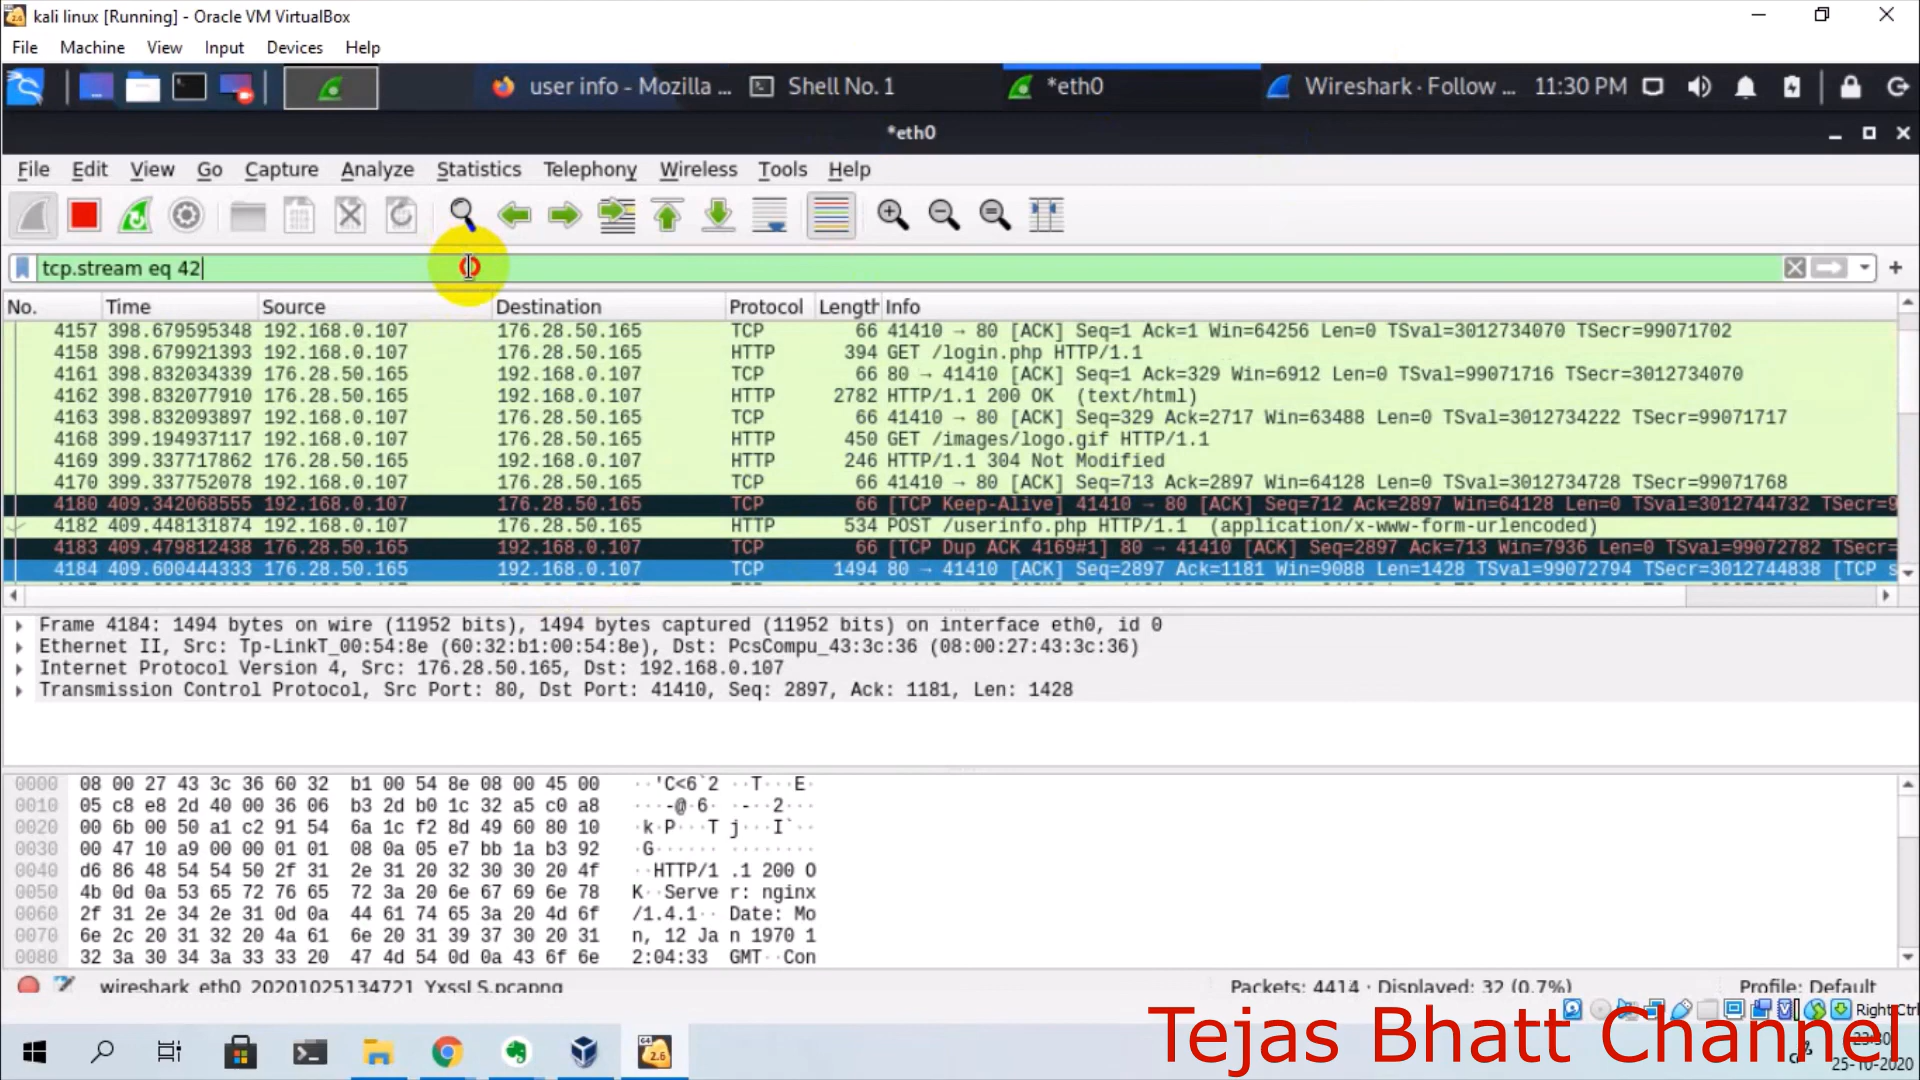 kali linux [Running] - Oracle VM VirtualBox
File Machine View Input Devices Help
user info - Mozilla ... Shell No. 1 *eth0 Wireshark · Follow ... 11:30 PM
*eth0
File Edit View Go Capture Analyze Statistics Telephony Wireless Tools Help
tcp.stream eq 42
No. Time Source Destination Protocol Length Info
4157 398.679595348 192.168.0.107 176.28.50.165 TCP 66 41410 → 80 [ACK] Seq=1 Ack=1 Win=64256 Len=0 TSval=3012734070 TSecr=99071702
4158 398.679921393 192.168.0.107 176.28.50.165 HTTP 394 GET /login.php HTTP/1.1
4161 398.832034339 176.28.50.165 192.168.0.107 TCP 66 80 → 41410 [ACK] Seq=1 Ack=329 Win=6912 Len=0 TSval=99071716 TSecr=3012734070
4162 398.832077910 176.28.50.165 192.168.0.107 HTTP 2782 HTTP/1.1 200 OK (text/html)
4163 398.832093897 192.168.0.107 176.28.50.165 TCP 66 41410 → 80 [ACK] Seq=329 Ack=2717 Win=63488 Len=0 TSval=3012734222 TSecr=99071717
4168 399.194937117 192.168.0.107 176.28.50.165 HTTP 450 GET /images/logo.gif HTTP/1.1
4169 399.337717862 176.28.50.165 192.168.0.107 HTTP 246 HTTP/1.1 304 Not Modified
4170 399.337752078 192.168.0.107 176.28.50.165 TCP 66 41410 → 80 [ACK] Seq=713 Ack=2897 Win=64128 Len=0 TSval=3012734728 TSecr=99071768
4180 409.342068555 192.168.0.107 176.28.50.165 TCP 66 [TCP Keep-Alive] 41410 → 80 [ACK] Seq=712 Ack=2897 Win=64128 Len=0 TSval=3012744732 TSecr=9
4182 409.448131874 192.168.0.107 176.28.50.165 HTTP 534 POST /userinfo.php HTTP/1.1 (application/x-www-form-urlencoded)
4183 409.479812438 176.28.50.165 192.168.0.107 TCP 66 [TCP Dup ACK 4169#1] 80 → 41410 [ACK] Seq=2897 Ack=713 Win=7936 Len=0 TSval=99072782 TSecr=
4184 409.600444333 176.28.50.165 192.168.0.107 TCP 1494 80 → 41410 [ACK] Seq=2897 Ack=1181 Win=9088 Len=1428 TSval=99072794 TSecr=3012744838 [TCP s
Frame 4184: 1494 bytes on wire (11952 bits), 1494 bytes captured (11952 bits) on interface eth0, id 0
Ethernet II, Src: Tp-LinkT_00:54:8e (60:32:b1:00:54:8e), Dst: PcsCompu_43:3c:36 (08:00:27:43:3c:36)
Internet Protocol Version 4, Src: 176.28.50.165, Dst: 192.168.0.107
Transmission Control Protocol, Src Port: 80, Dst Port: 41410, Seq: 2897, Ack: 1181, Len: 1428
0000 08 00 27 43 3c 36 60 32 b1 00 54 8e 08 00 45 00 ··'C<6`2 ··T···E·
0010 05 c8 e8 2d 40 00 36 06 b3 2d b0 1c 32 a5 c0 a8 ···-@·6· ·-··2···
0020 00 6b 00 50 a1 c2 91 54 6a 1c f2 8d 49 60 80 10 ·k·P···T j···I`··
0030 00 47 10 a9 00 00 01 01 08 0a 05 e7 bb 1a b3 92 ·G······ ········
0040 d6 86 48 54 54 50 2f 31 2e 31 20 32 30 30 20 4f ··HTTP/1 .1 200 O
0050 4b 0d 0a 53 65 72 76 65 72 3a 20 6e 67 69 6e 78 K··Serve r: nginx
0060 2f 31 2e 34 2e 31 0d 0a 44 61 74 65 3a 20 4d 6f /1.4.1·· Date: Mo
0070 6e 2c 20 31 32 20 4a 61 6e 20 31 39 37 30 20 31 n, 12 Ja n 1970 1
0080 32 3a 30 34 3a 33 33 20 47 4d 54 0d 0a 43 6f 6e 2:04:33 GMT··Con
wireshark_eth0_20201025134721_YxssLS.pcapng Packets: 4414 · Displayed: 32 (0.7%) Profile: Default
Right Ctrl
Tejas Bhatt Channel
23:30
25-10-2020